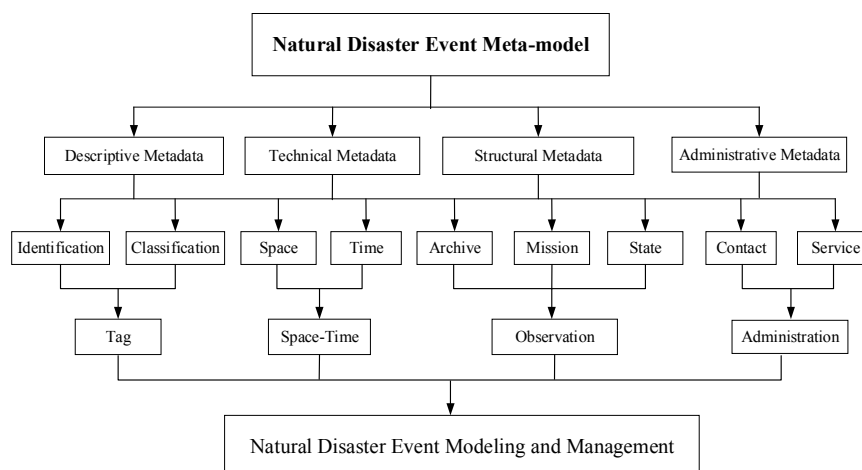 Natural Disaster Event Meta-model
Descriptive Metadata
Technical Metadata
Structural Metadata
Administrative Metadata
Identification
Classification
Space
Time
Archive
Mission
State
Contact
Service
Tag
Space-Time
Observation
Administration
Natural Disaster Event Modeling and Management